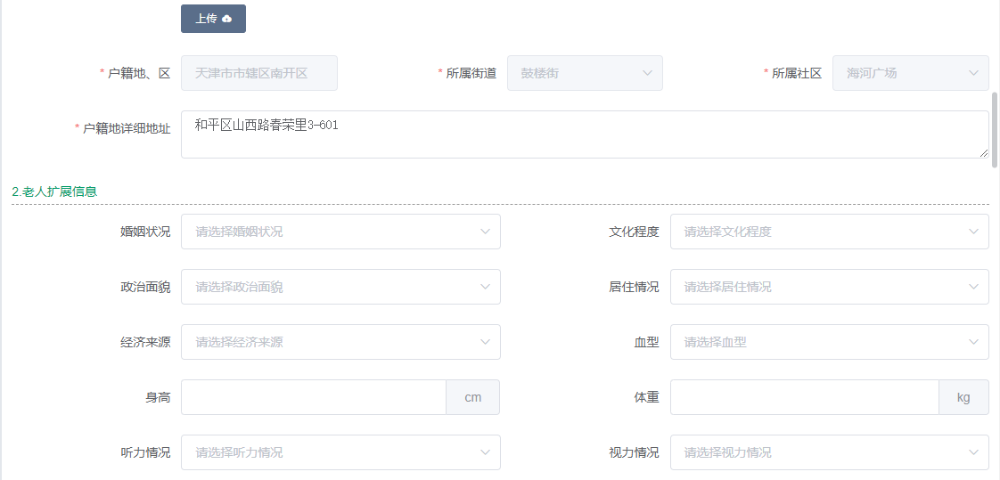 上传
* 户籍地、区 天津市市辖区南开区 * 所属街道 鼓楼街 * 所属社区 海河广场
* 户籍地详细地址 和平区山西路春荣里3-601
2.老人扩展信息
婚姻状况 请选择婚姻状况 文化程度 请选择文化程度
政治面貌 请选择政治面貌 居住情况 请选择居住情况
经济来源 请选择经济来源 血型 请选择血型
身高 cm 体重 kg
听力情况 请选择听力情况 视力情况 请选择视力情况